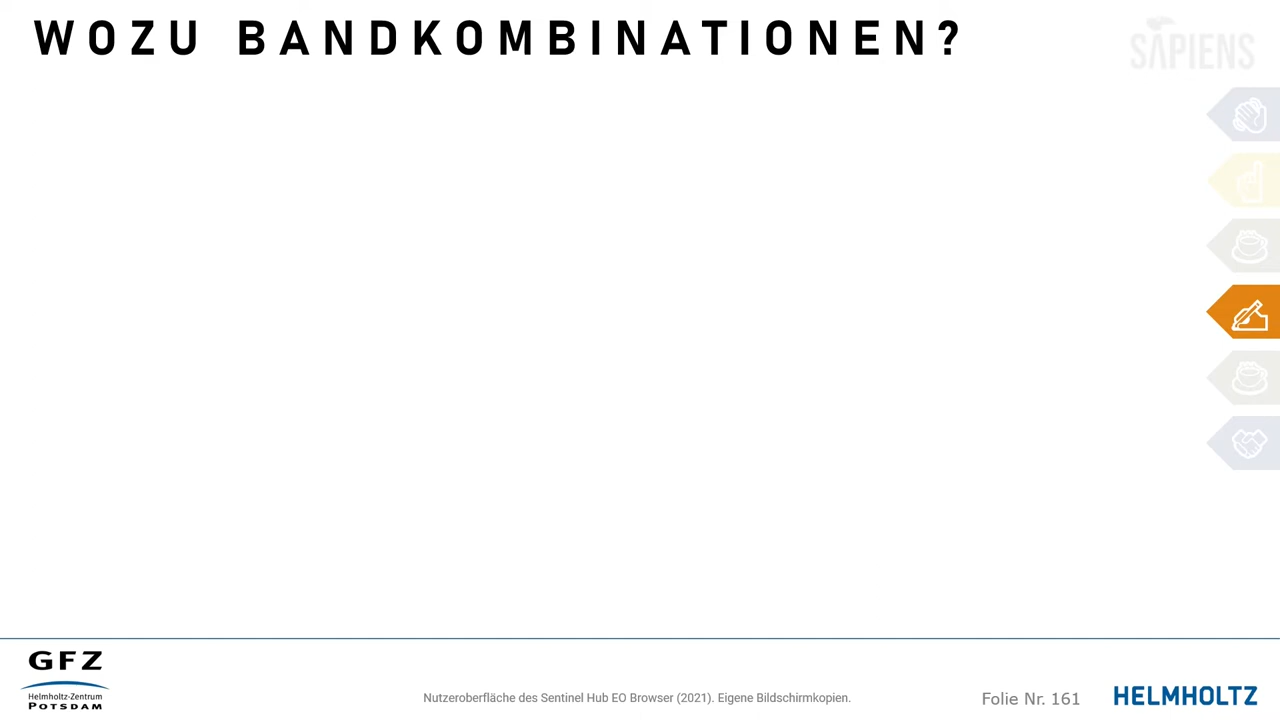 WOZU BANDKOMBINATIONEN?
SAPIENS
GFZ
Helmholtz-Zentrum
POTSDAM
Nutzeroberfläche des Sentinel Hub EO Browser (2021). Eigene Bildschirmkopien.
Folie Nr. 161
HELMHOLTZ